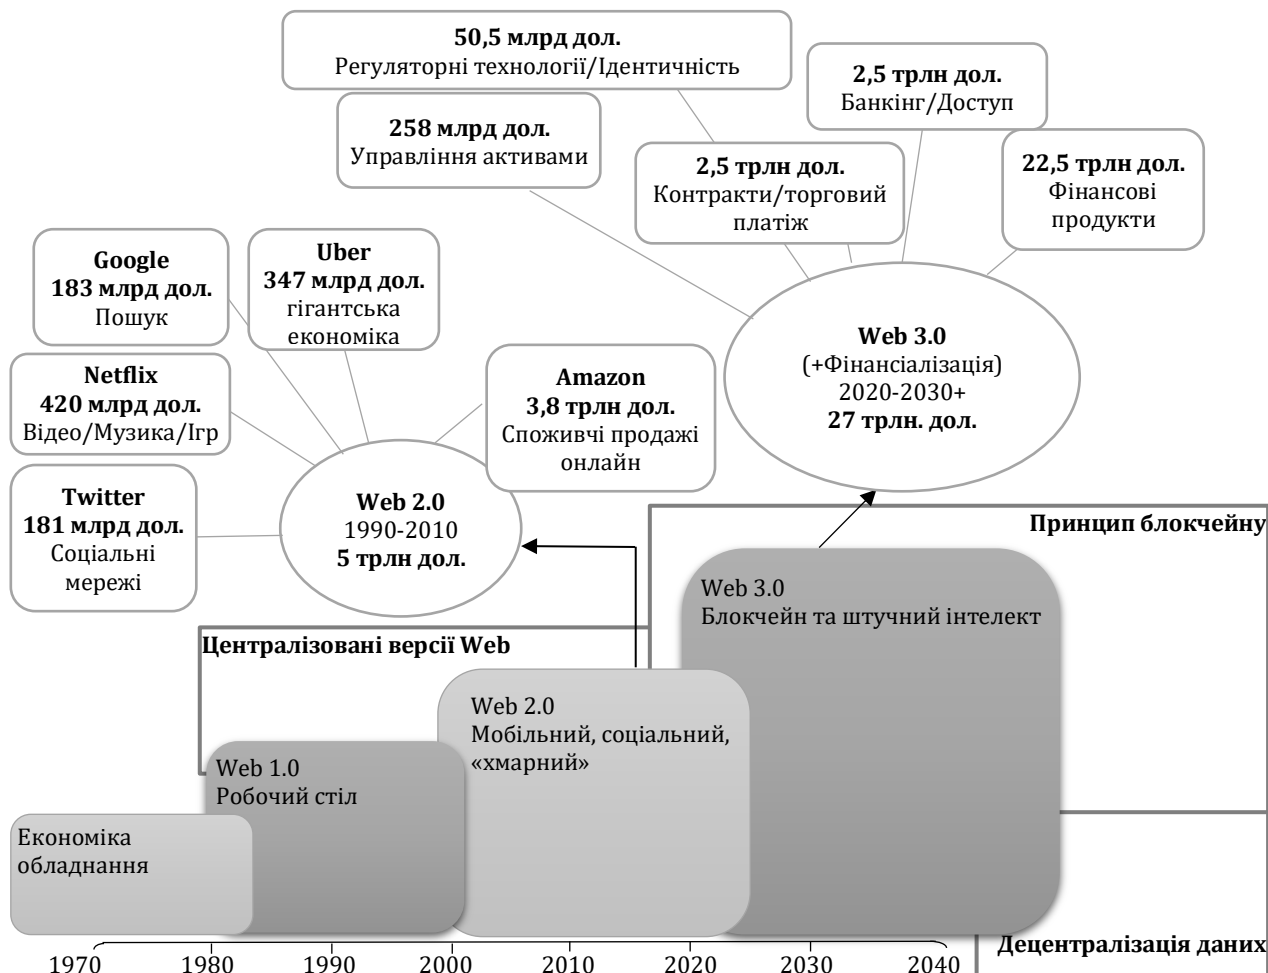 50,5 млрд дол.
Регуляторні технології/Ідентичність
2,5 трлн дол.
Банкінг/Доступ
258 млрд дол.
Управління активами
2,5 трлн дол.
Контракти/торговий
платіж
22,5 трлн дол.
Фінансові
продукти
Google
183 млрд дол.
Пошук
Uber
347 млрд дол.
гігантська
економіка
Netflix
420 млрд дол.
Відео/Музика/Ігр
Amazon
3,8 трлн дол.
Споживчі продажі
онлайн
Twitter
181 млрд дол.
Соціальні
мережі
Web 2.0
1990-2010
5 трлн дол.
Web 3.0
(+Фінансіалізація)
2020-2030+
27 трлн. дол.
Принцип блокчейну
Web 3.0
Блокчейн та штучний інтелект
Централізовані версії Web
Web 2.0
Мобільний, соціальний,
«хмарний»
Web 1.0
Робочий стіл
Економіка
обладнання
Децентралізація даних
1970 1980 1990 2000 2010 2020 2030 2040